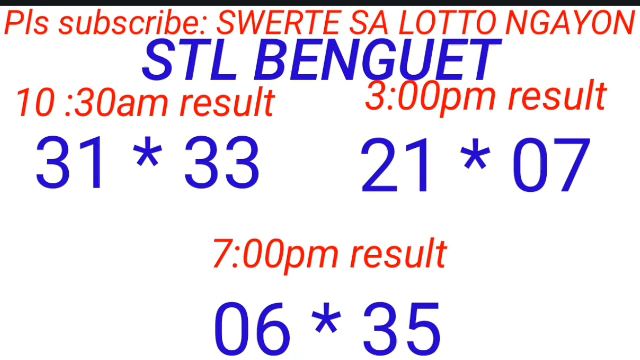 Pls subscribe: SWERTE SA LOTTO NGAYON
STL BENGUET
10 :30am result 3:00pm result
31 * 33 21 * 07
7:00pm result
06 * 35